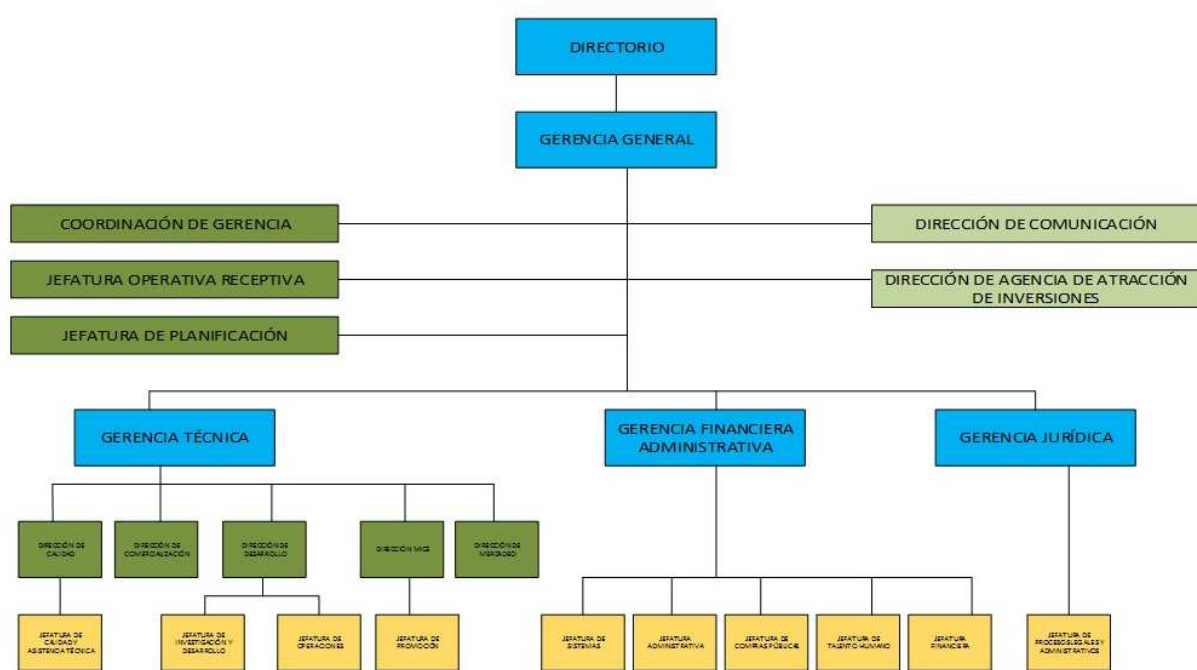 DIRECTORIO
GERENCIA GENERAL
COORDINACIÓN DE GERENCIA
DIRECCIÓN DE COMUNICACIÓN
JEFATURA OPERATIVA RECEPTIVA
DIRECCIÓN DE AGENCIA DE ATRACCIÓN
DE INVERSIONES
JEFATURA DE PLANIFICACIÓN
GERENCIA TÉCNICA
GERENCIA FINANCIERA
ADMINISTRATIVA
GERENCIA JURÍDICA
DIRECCIÓN DE
CALIDAD
DIRECCIÓN DE
COMERCIALIZACIÓN
DIRECCIÓN DE
DESARROLLO
DIRECCIÓN MICE
DIRECCIÓN DE
MERCADEO
JEFATURA DE
CALIDAD Y
ASISTENCIA TÉCNICA
JEFATURA DE
INVESTIGACIÓN Y
DESARROLLO
JEFATURA DE
OPERACIONES
JEFATURA DE
PROMOCIÓN
JEFATURA DE
SISTEMAS
JEFATURA
ADMINISTRATIVA
JEFATURA DE
COMPRAS PÚBLICAS
JEFATURA DE
TALENTO HUMANO
JEFATURA
FINANCIERA
JEFATURA DE
PROCESOS LEGALES Y
ADMINISTRATIVOS